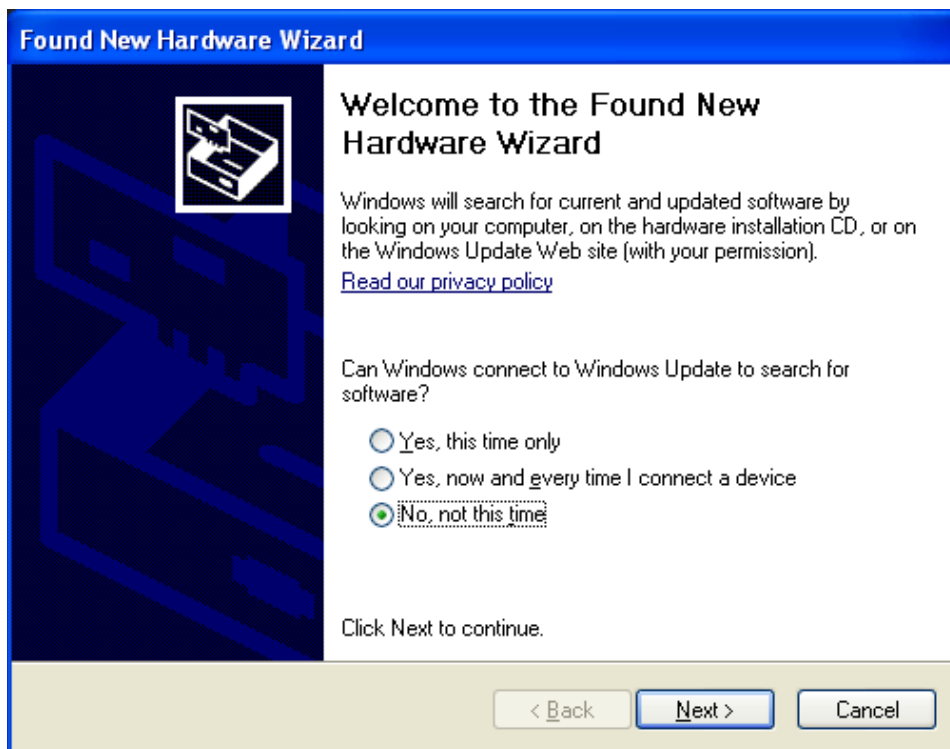 Found New Hardware Wizard
Welcome to the Found New
Hardware Wizard
Windows will search for current and updated software by
looking on your computer, on the hardware installation CD, or on
the Windows Update Web site (with your permission).
Read our privacy policy
Can Windows connect to Windows Update to search for
software?
Yes, this time only
Yes, now and every time I connect a device
No, not this time
Click Next to continue.
< Back
Next >
Cancel